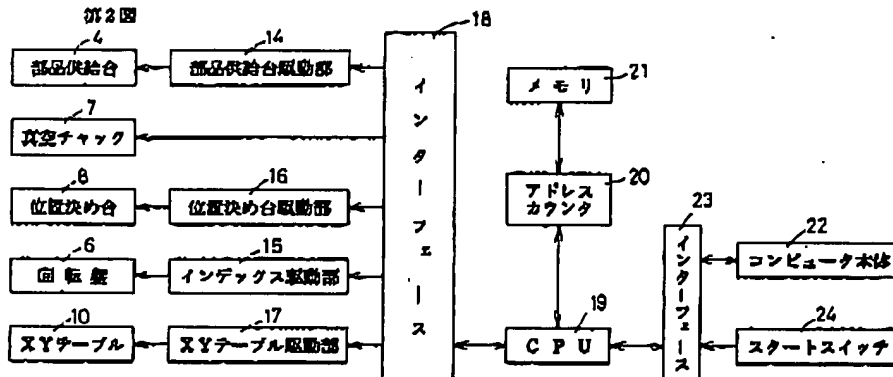 第2図
4
部品供給台
14
部品供給台駆動部
7
真空チャック
8
位置決め台
16
位置決め台駆動部
6
回転盤
15
インデックス駆動部
10
XYテーブル
17
XYテーブル駆動部
18
インターフェース
メモリ
21
アドレス
カウンタ
20
19
CPU
23
インターフェース
22
コンピュータ本体
24
スタートスイッチ